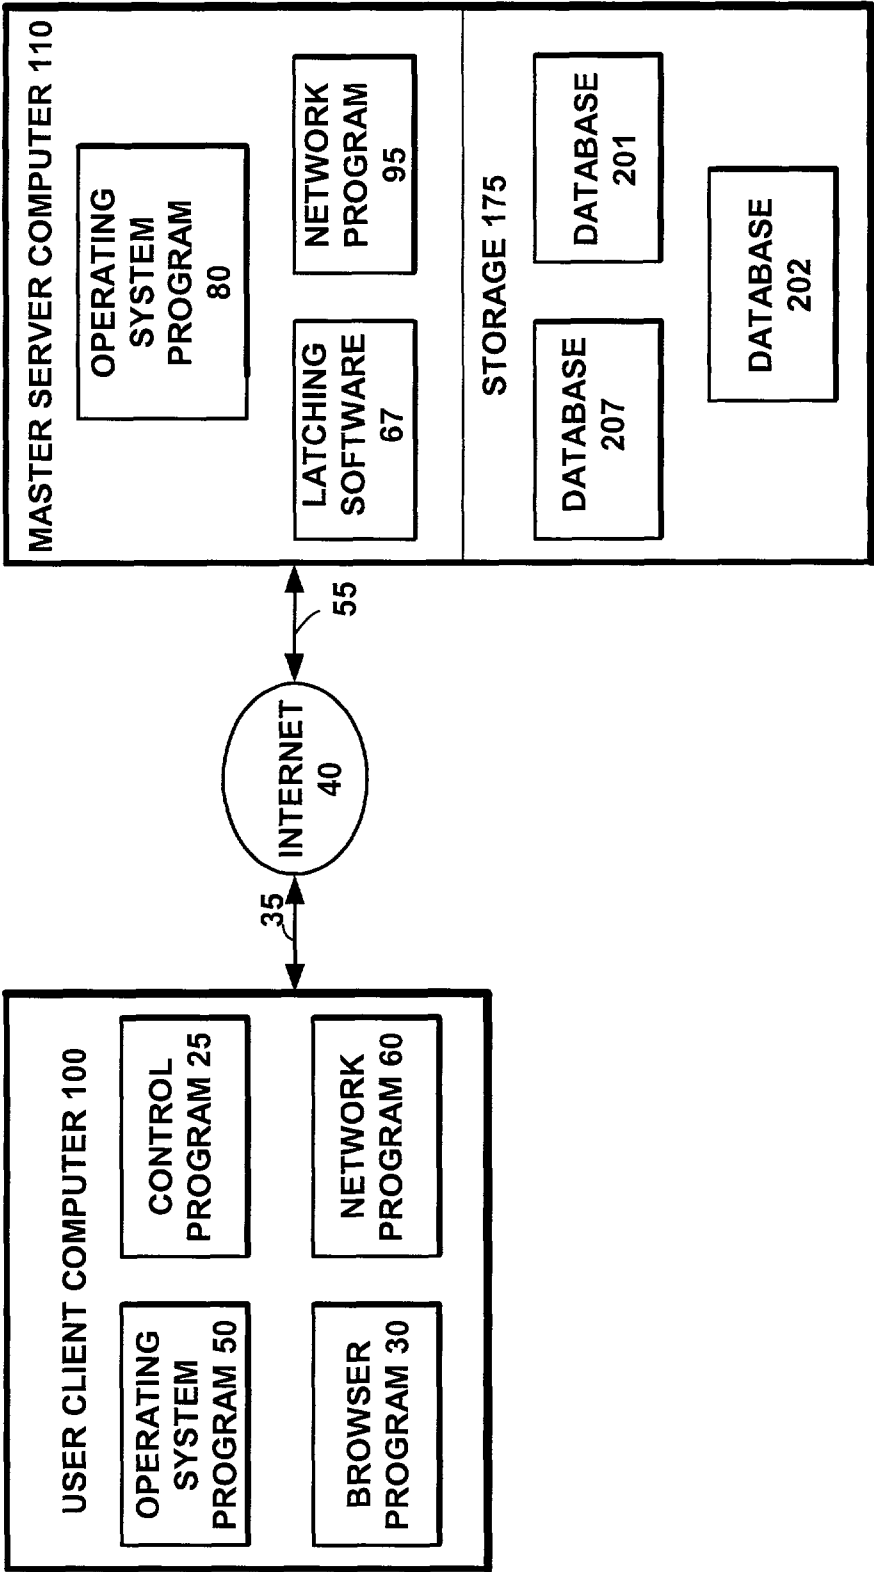 USER CLIENT COMPUTER 100
OPERATING
SYSTEM
PROGRAM 50
CONTROL
PROGRAM 25
BROWSER
PROGRAM 30
NETWORK
PROGRAM 60
35
INTERNET
40
55
MASTER SERVER COMPUTER 110
OPERATING
SYSTEM
PROGRAM
80
LATCHING
SOFTWARE
67
NETWORK
PROGRAM
95
STORAGE 175
DATABASE
207
DATABASE
201
DATABASE
202